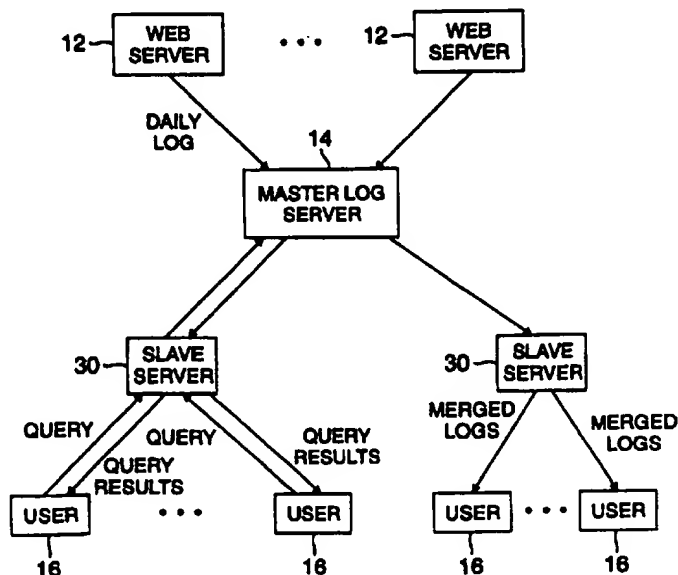 12
WEB
SERVER
• • •
12
WEB
SERVER
DAILY
LOG
14
MASTER LOG
SERVER
30
SLAVE
SERVER
30
SLAVE
SERVER
QUERY
QUERY
RESULTS
QUERY
QUERY
RESULTS
MERGED
LOGS
MERGED
LOGS
USER
• • •
USER
USER
• • •
USER
16
16
16
16